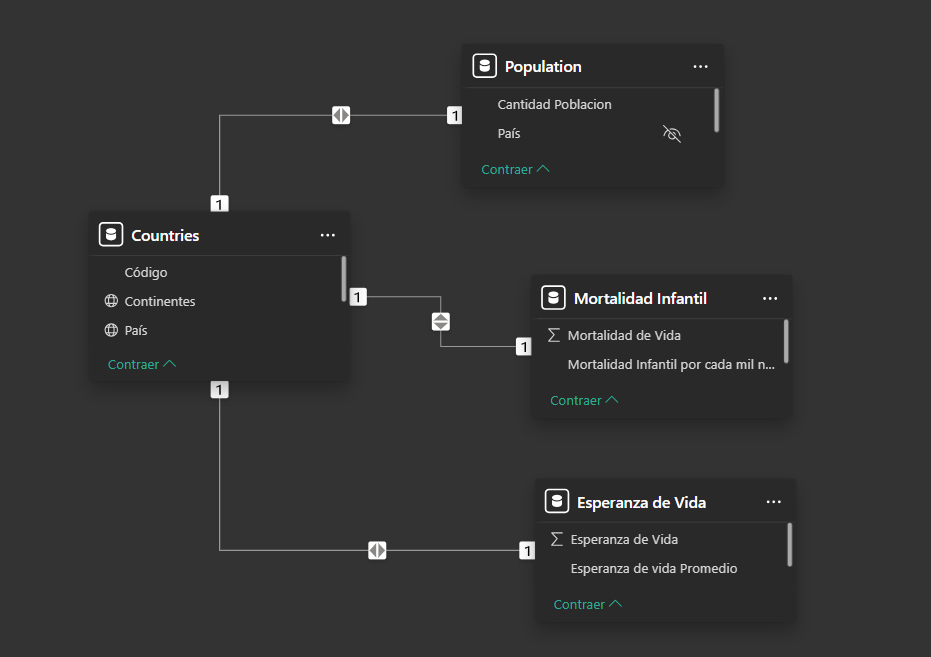 Population
Cantidad Poblacion
País
Contraer
1
1
Countries
Código
Continentes
País
Contraer
1
1
Mortalidad Infantil
Mortalidad de Vida
Mortalidad Infantil por cada mil n...
Contraer
1
1
Esperanza de Vida
Esperanza de Vida
Esperanza de vida Promedio
Contraer